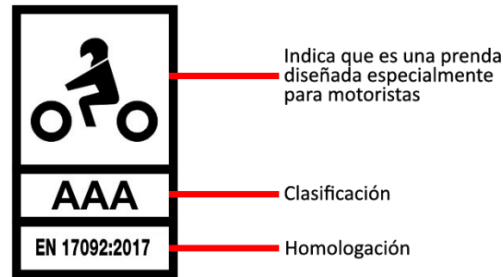 Indica que es una prenda
diseñada especialmente
para motoristas
AAA
Clasificación
EN 17092:2017
Homologación